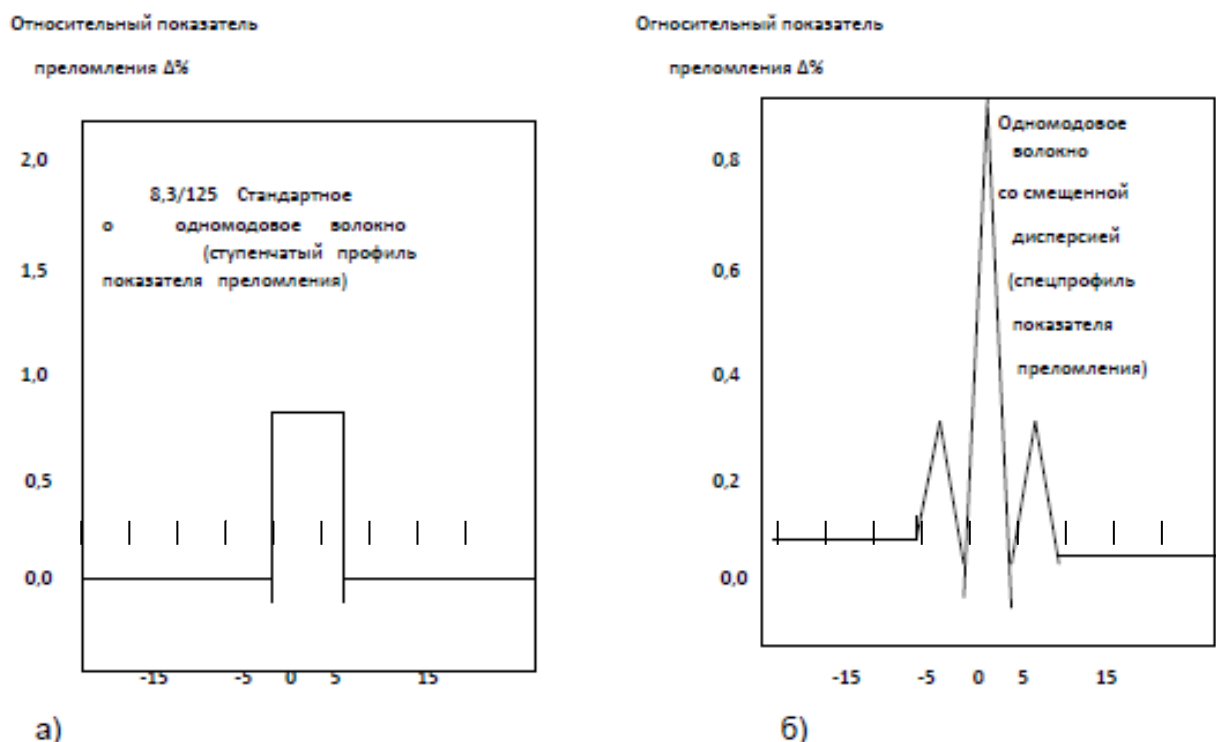 Относительный показатель
преломления Δ%
2,0
1,5
1,0
0,5
0,0
8,3/125 Стандартное
о одномодовое волокно
(ступенчатый профиль
показателя преломления)
-15 -5 0 5 15
а)
Огносительный показатель
преломления Δ%
0,8
0,6
0,4
0,2
0,0
Одномодовое
волокно
со смещенной
дисперсией
(спецпрофиль
показателя
преломления)
-15 -5 0 5 15
б)